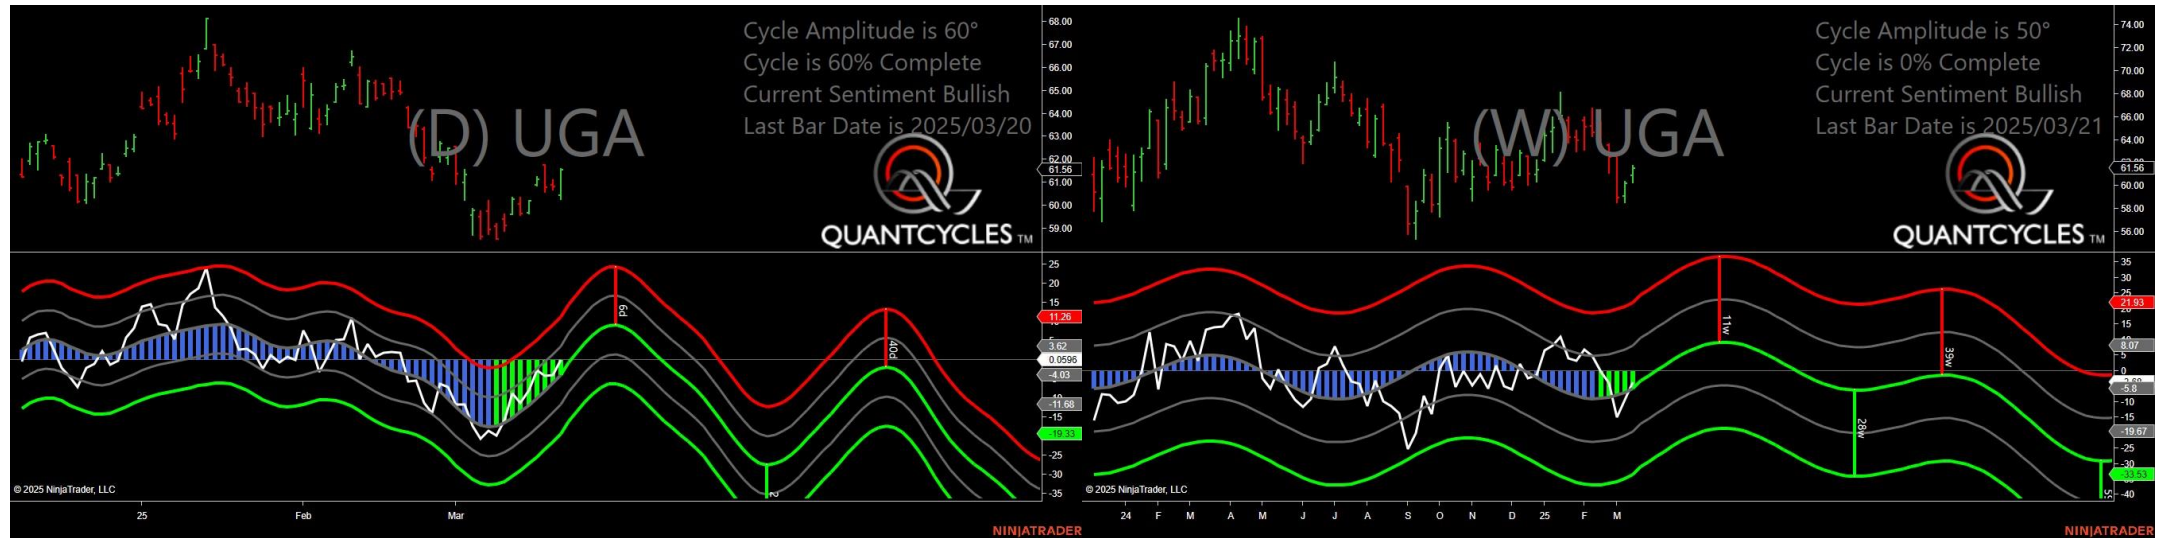 Cycle Amplitude is 60°
Cycle is 60% Complete
Current Sentiment Bullish
Last Bar Date is 2025/03/20
(D) UGA
QUANTCYCLES TM
68.00
67.00
66.00
65.00
64.00
63.00
62.00
61.56
61.00
60.00
59.00
25
20
15
11.26
3.62
0.0596
-4.03
-11.68
-15
-19.33
-25
-30
-35
6d
40d
2
© 2025 NinjaTrader, LLC
25 Feb Mar
NINJATRADER
Cycle Amplitude is 50°
Cycle is 0% Complete
Current Sentiment Bullish
Last Bar Date is 2025/03/21
(W) UGA
QUANTCYCLES TM
74.00
72.00
70.00
68.00
66.00
64.00
61.56
60.00
58.00
56.00
35
30
21.93
15
8.07
5
0
-5.8
-10
-15
-19.67
-25
-30
-33.53
-40
11w
28w
39w
© 2025 NinjaTrader, LLC
24 F M A M J J A S O N D 25 F M
NINJATRADER